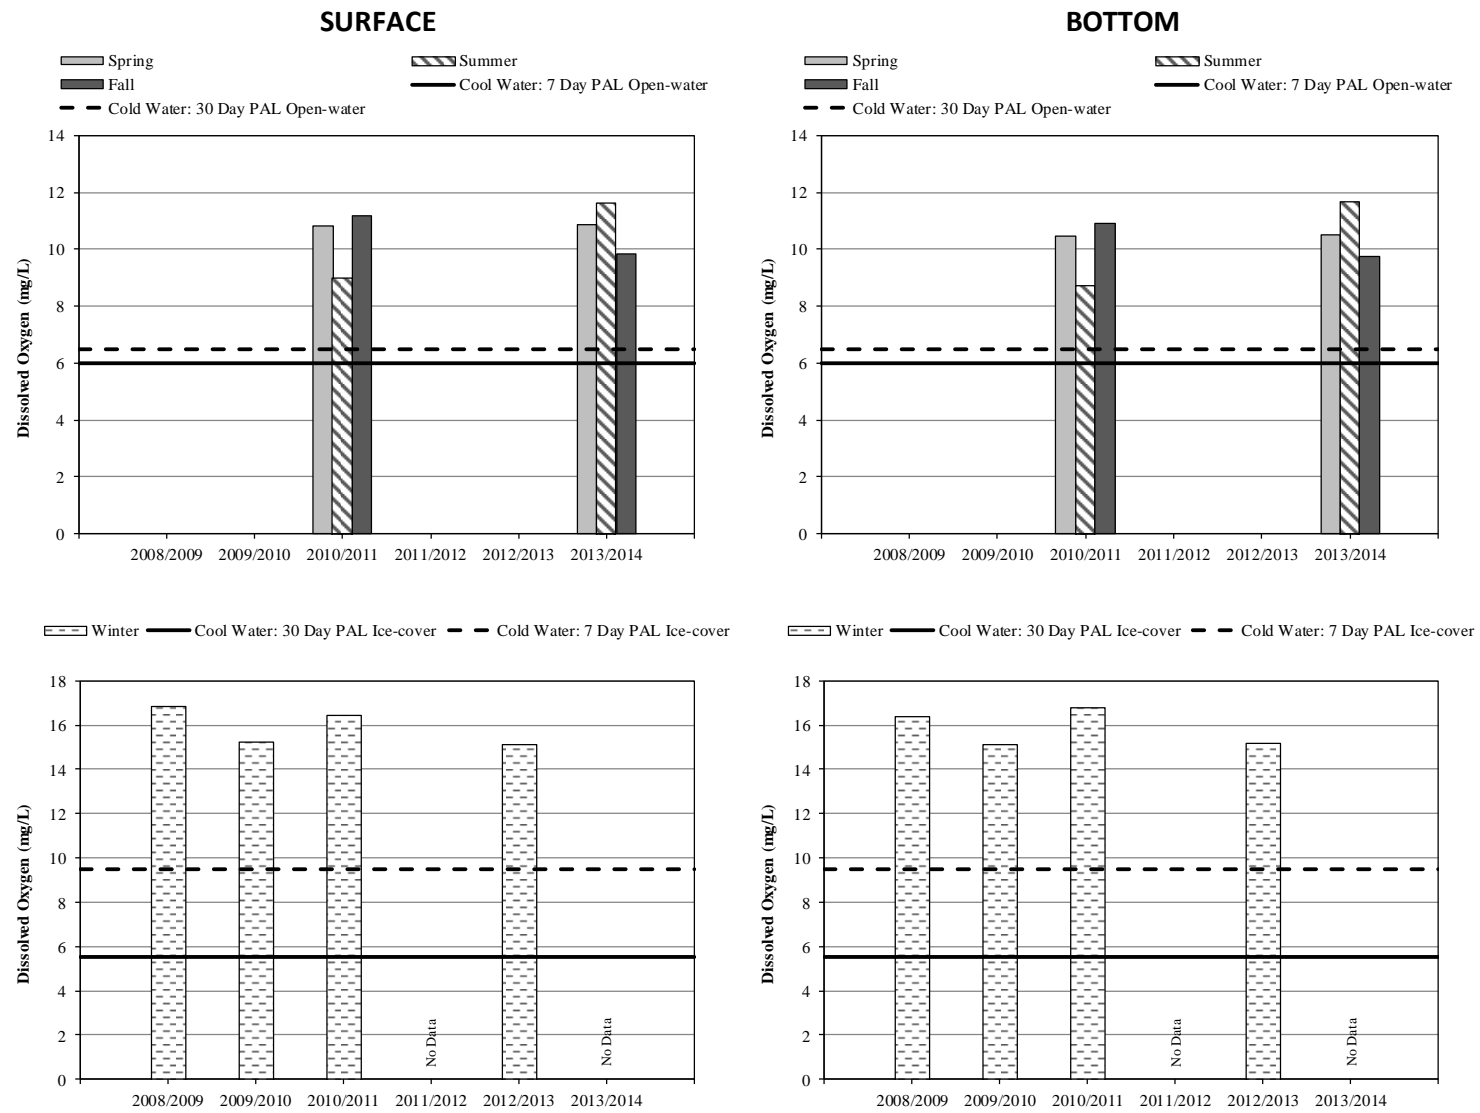 SURFACE
Spring
Summer
Fall
Cool Water: 7 Day PAL Open-water
Cold Water: 30 Day PAL Open-water
Dissolved Oxygen (mg/L)
14
12
10
8
6
4
2
0
2008/2009 2009/2010 2010/2011 2011/2012 2012/2013 2013/2014
BOTTOM
Spring
Summer
Fall
Cool Water: 7 Day PAL Open-water
Cold Water: 30 Day PAL Open-water
Dissolved Oxygen (mg/L)
14
12
10
8
6
4
2
0
2008/2009 2009/2010 2010/2011 2011/2012 2012/2013 2013/2014
Winter Cool Water: 30 Day PAL Ice-cover Cold Water: 7 Day PAL Ice-cover
Dissolved Oxygen (mg/L)
18
16
14
12
10
8
6
4
2
0
No Data
No Data
2008/2009 2009/2010 2010/2011 2011/2012 2012/2013 2013/2014
Winter Cool Water: 30 Day PAL Ice-cover Cold Water: 7 Day PAL Ice-cover
Dissolved Oxygen (mg/L)
18
16
14
12
10
8
6
4
2
0
No Data
No Data
2008/2009 2009/2010 2010/2011 2011/2012 2012/2013 2013/2014